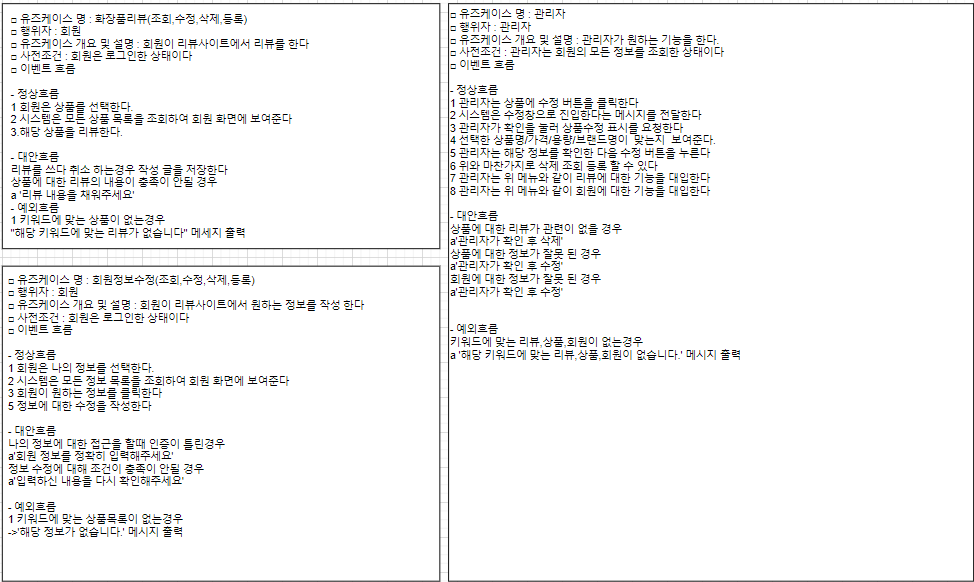 □ 유즈케이스 명 : 화장품리뷰(조회,수정,삭제,등록)
□ 행위자 : 회원
□ 유즈케이스 개요 및 설명 : 회원이 리뷰사이트에서 리뷰를 한다
□ 사전조건 : 회원은 로그인한 상태이다
□ 이벤트 흐름
- 정상흐름
1 회원은 상품를 선택한다.
2 시스템은 모든 상품 목록을 조회하여 회원 화면에 보여준다
3.해당 상품을 리뷰한다.
- 대안흐름
리뷰를 쓰다 취소 하는경우 작성 글을 저장한다
상품에 대한 리뷰의 내용이 충족이 안될 경우
a '리뷰 내용을 채워주세요'
- 예외흐름
1 키워드에 맞는 상품이 없는경우
"해당 키워드에 맞는 리뷰가 없습니다" 메세지 출력
□ 유즈케이스 명 : 회원정보수정(조회,수정,삭제,등록)
□ 행위자 : 회원
□ 유즈케이스 개요 및 설명 : 회원이 리뷰사이트에서 원하는 정보를 작성 한다
□ 사전조건 : 회원은 로그인한 상태이다
□ 이벤트 흐름
- 정상흐름
1 회원은 나의 정보를 선택한다.
2 시스템은 모든 정보 목록을 조회하여 회원 화면에 보여준다
3 회원이 원하는 정보를 클릭한다
5 정보에 대한 수정을 작성한다
- 대안흐름
나의 정보에 대한 접근을 할때 인증이 틀린경우
a'회원 정보를 정확히 입력해주세요'
정보 수정에 대해 조건이 충족이 안될 경우
a'입력하신 내용을 다시 확인해주세요'
- 예외흐름
1 키워드에 맞는 상품목록이 없는경우
->'해당 정보가 없습니다.' 메시지 출력
□ 유즈케이스 명 : 관리자
□ 행위자 : 관리자
□ 유즈케이스 개요 및 설명 : 관리자가 원하는 기능을 한다.
□ 사전조건 : 관리자는 회원의 모든 정보를 조회한 상태이다
□ 이벤트 흐름
- 정상흐름
1 관리자는 상품에 수정 버튼을 클릭한다
2 시스템은 수정창으로 진입한다는 메시지를 전달한다
3 관리자가 확인을 눌러 상품수정 표시를 요청한다
4 선택한 상품명/가격/용량/브랜드명이 맞는지 보여준다.
5 관리자는 해당 정보를 확인한 다음 수정 버튼을 누른다
6 위와 마찬가지로 삭제 조회 등록 할 수 있다
7 관리자는 위 메뉴와 같이 리뷰에 대한 기능을 대입한다
8 관리자는 위 메뉴와 같이 회원에 대한 기능을 대입한다
- 대안흐름
상품에 대한 리뷰가 관련이 없을 경우
a'관리자가 확인 후 삭제'
상품에 대한 정보가 잘못 된 경우
a'관리자가 확인 후 수정'
회원에 대한 정보가 잘못 된 경우
a'관리자가 확인 후 수정'
- 예외흐름
키워드에 맞는 리뷰,상품,회원이 없는경우
a '해당 키워드에 맞는 리뷰,상품,회원이 없습니다.' 메시지 출력